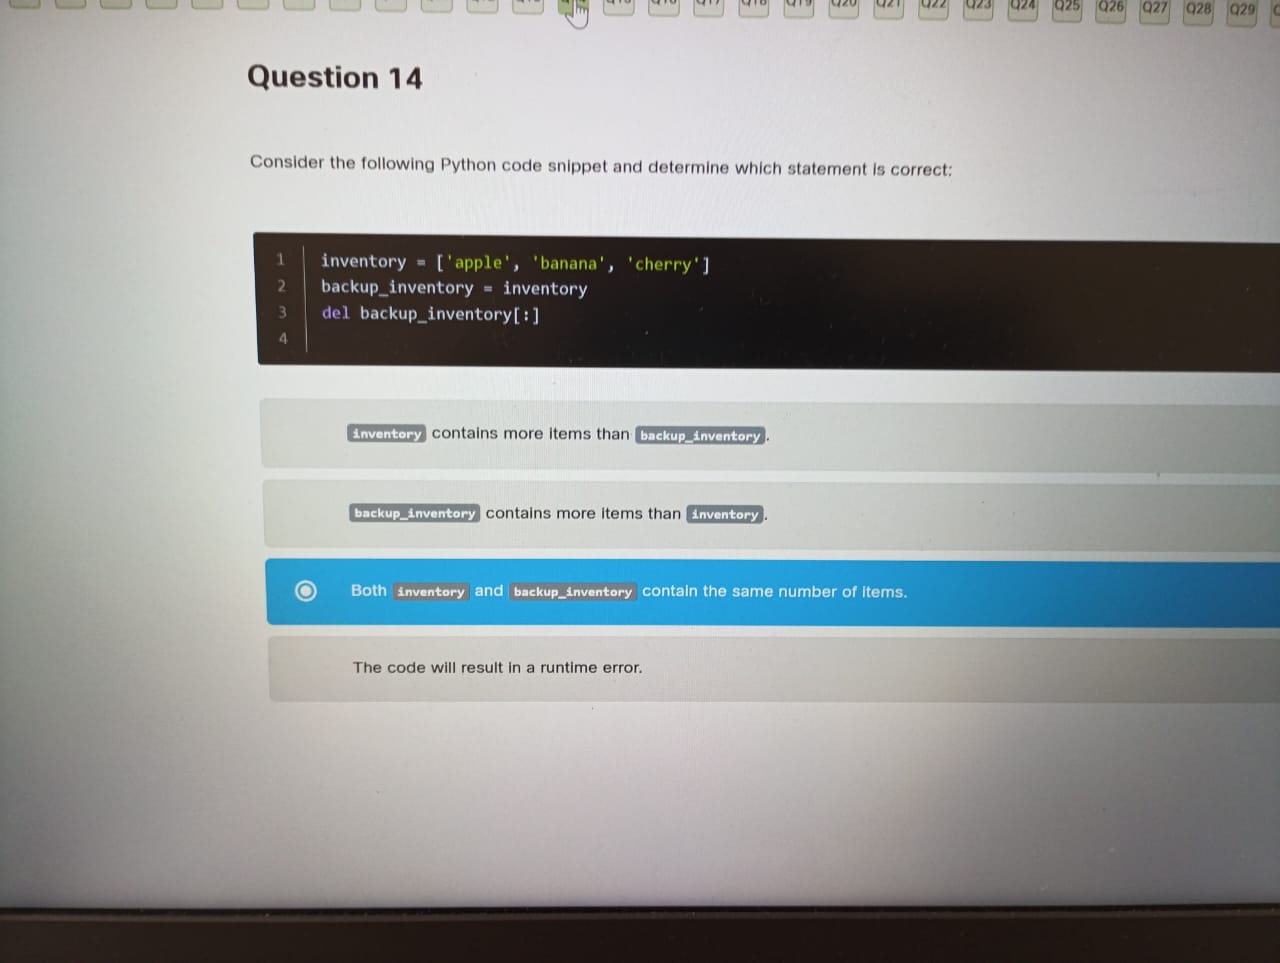 Q20 Q21 Q22 Q23 Q24 Q25 Q26 Q27 Q28 Q29
Question 14
Consider the following Python code snippet and determine which statement is correct:
1 inventory = ['apple', 'banana', 'cherry']
2 backup_inventory = inventory
3 del backup_inventory[:]
4
inventory contains more items than backup_inventory.
backup_inventory contains more items than inventory.
Both inventory and backup_inventory contain the same number of items.
The code will result in a runtime error.